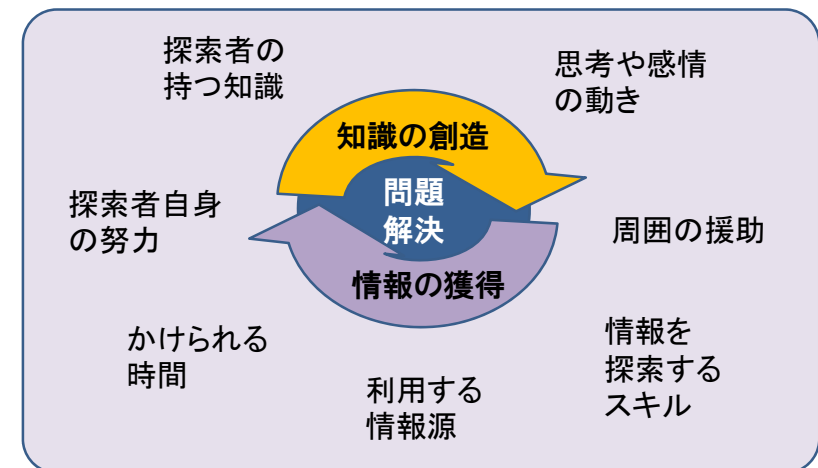 探索者の
持つ知識
思考や感情
の動き
知識の創造
問題
解決
情報の獲得
探索者自身
の努力
周囲の援助
かけられる
時間
利用する
情報源
情報を
探索する
スキル